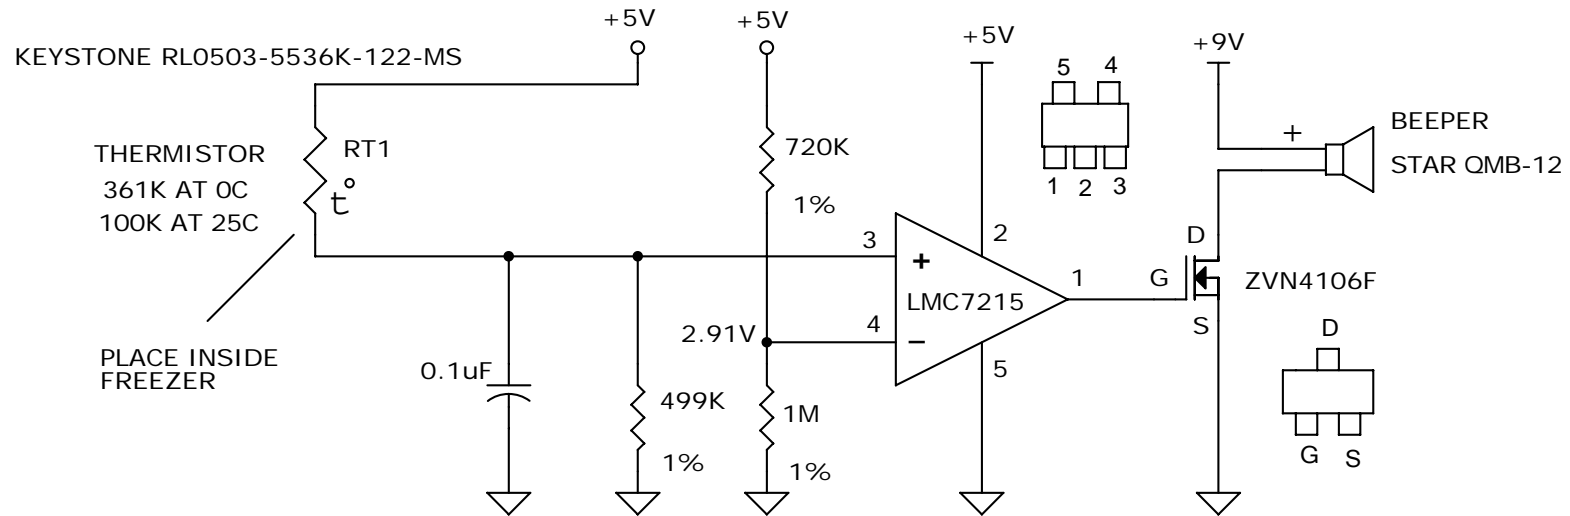 +5V
+5V
+5V
+9V
KEYSTONE RL0503-5536K-122-MS
5 4
1 2 3
THERMISTOR
361K AT 0C
100K AT 25C
RT1
t°
720K
1%
+
BEEPER
STAR QMB-12
3
+
2
LMC7215
1
4
−
5
2.91V
D
G
S
ZVN4106F
D
G S
PLACE INSIDE
FREEZER
0.1uF
499K
1%
1M
1%